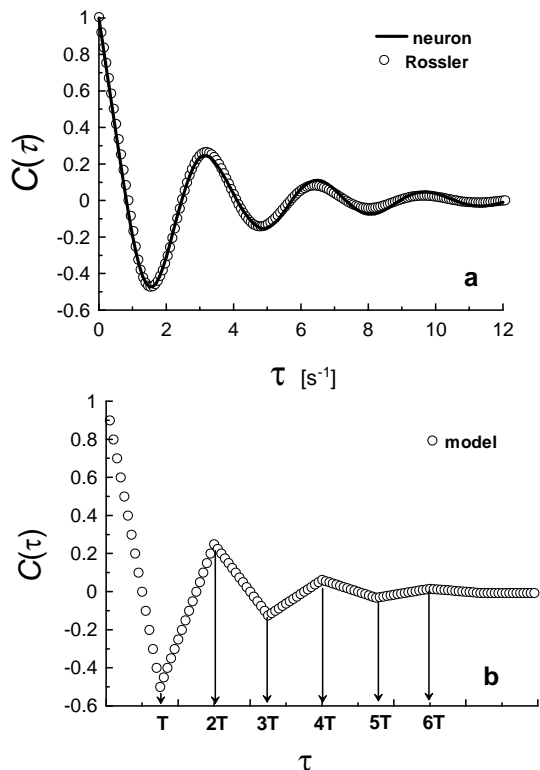 1
neuron
0.8
Rossler
0.6
0.4
C(τ)
0.2
0
-0.2
-0.4
a
-0.6
0 2 4 6 8 10 12
τ [s⁻¹]
1
0.8
model
0.6
0.4
C(τ)
0.2
0
-0.2
-0.4
b
-0.6
T 2T 3T 4T 5T 6T
τ